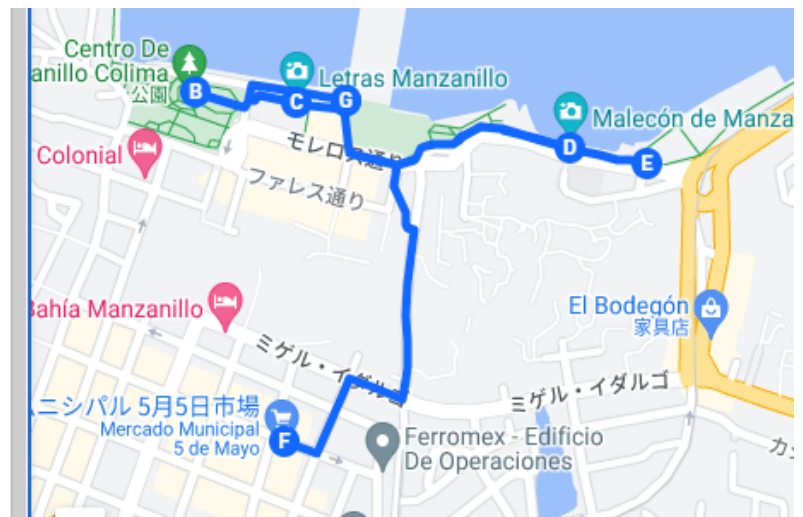 Centro De
anillo Colima
公園
B
Letras Manzanillo
C
G
Malecón de Manza
D
E
Colonial
モレロス通り
ファレス通り
Bahía Manzanillo
El Bodegón
家具店
ミゲル・イダルゴ
ミゲル・イダルゴ
ニシパル 5月5日市場
Mercado Municipal
5 de Mayo
F
Ferromex - Edificio
De Operaciones